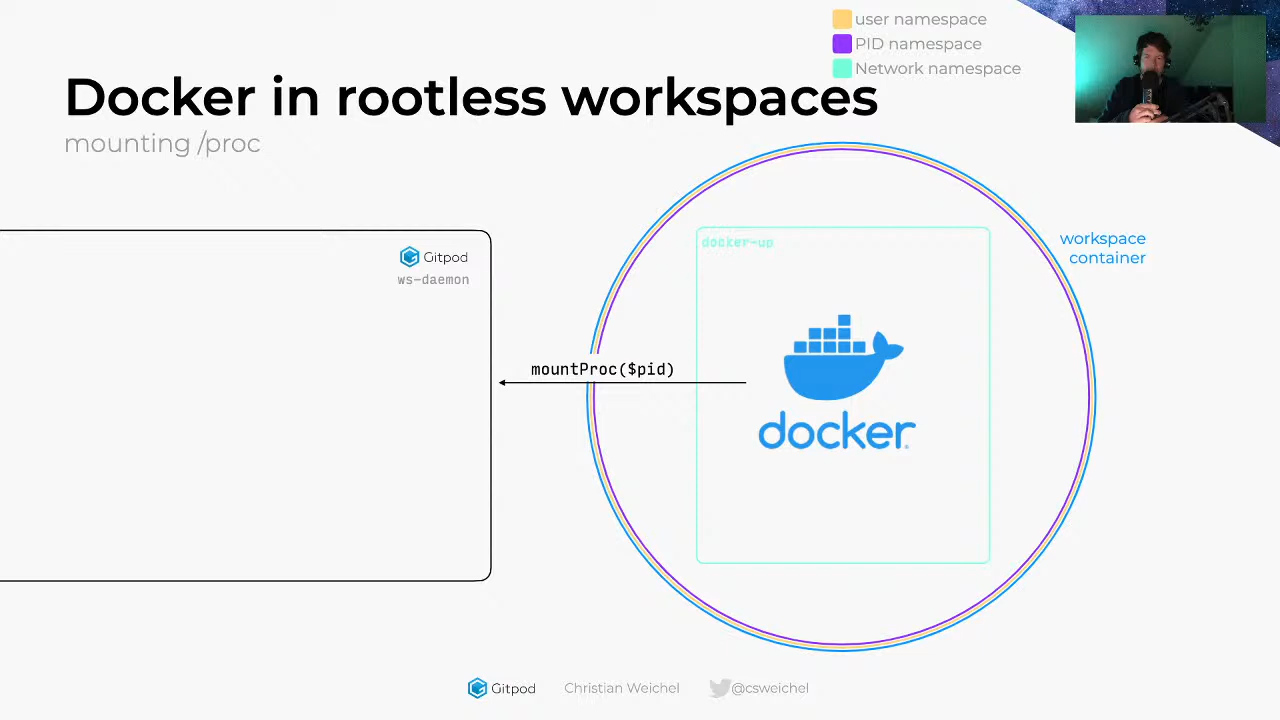 user namespace
PID namespace
Network namespace
Docker in rootless workspaces
mounting /proc
workspace
container
docker-up
Gitpod
ws-daemon
mountProc($pid)
docker
Gitpod
Christian Weichel
@csweichel